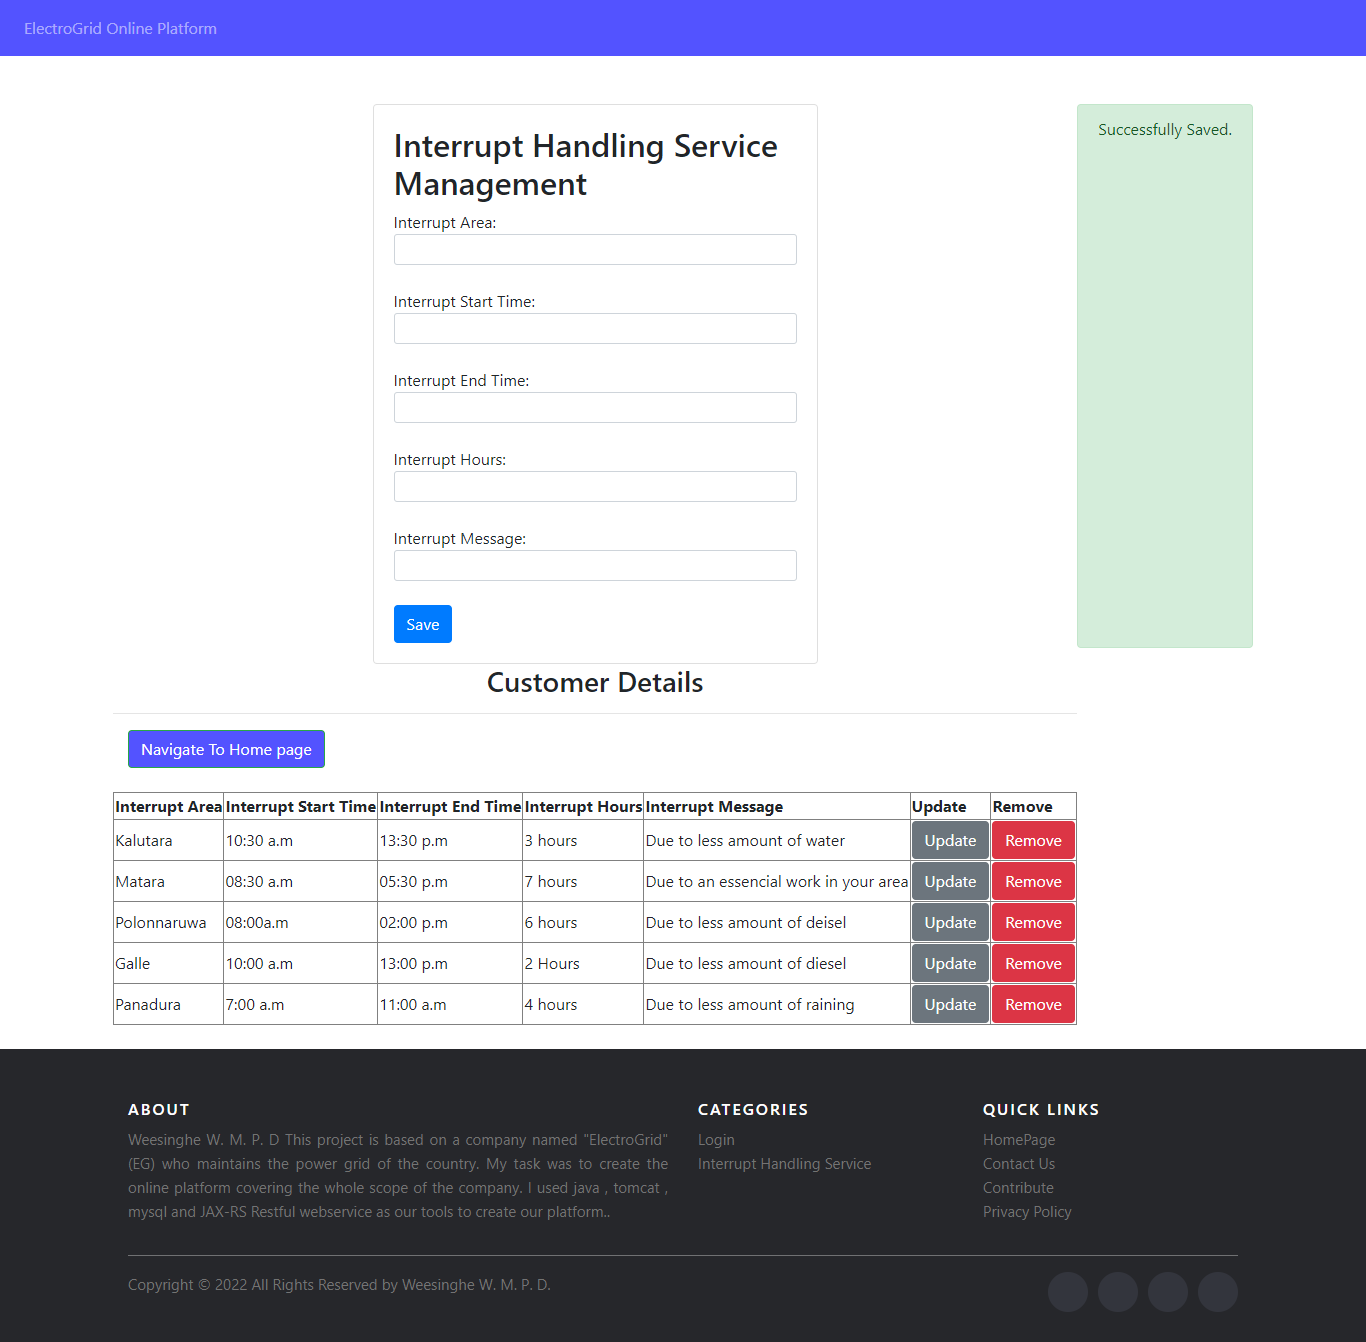 ElectroGrid Online Platform
Interrupt Handling Service
Management
Successfully Saved.
Interrupt Area:
Interrupt Start Time:
Interrupt End Time:
Interrupt Hours:
Interrupt Message:
Save
Customer Details
Navigate To Home page
Interrupt Area Interrupt Start Time Interrupt End Time Interrupt Hours Interrupt Message Update Remove
Kalutara 10:30 a.m 13:30 p.m 3 hours Due to less amount of water Update Remove
Matara 08:30 a.m 05:30 p.m 7 hours Due to an essencial work in your area Update Remove
Polonnaruwa 08:00a.m 02:00 p.m 6 hours Due to less amount of deisel Update Remove
Galle 10:00 a.m 13:00 p.m 2 Hours Due to less amount of diesel Update Remove
Panadura 7:00 a.m 11:00 a.m 4 hours Due to less amount of raining Update Remove
ABOUT
Weesinghe W. M. P. D This project is based on a company named "ElectroGrid"
(EG) who maintains the power grid of the country. My task was to create the
online platform covering the whole scope of the company. I used java , tomcat ,
mysql and JAX-RS Restful webservice as our tools to create our platform..
CATEGORIES
Login
Interrupt Handling Service
QUICK LINKS
HomePage
Contact Us
Contribute
Privacy Policy
Copyright © 2022 All Rights Reserved by Weesinghe W. M. P. D.